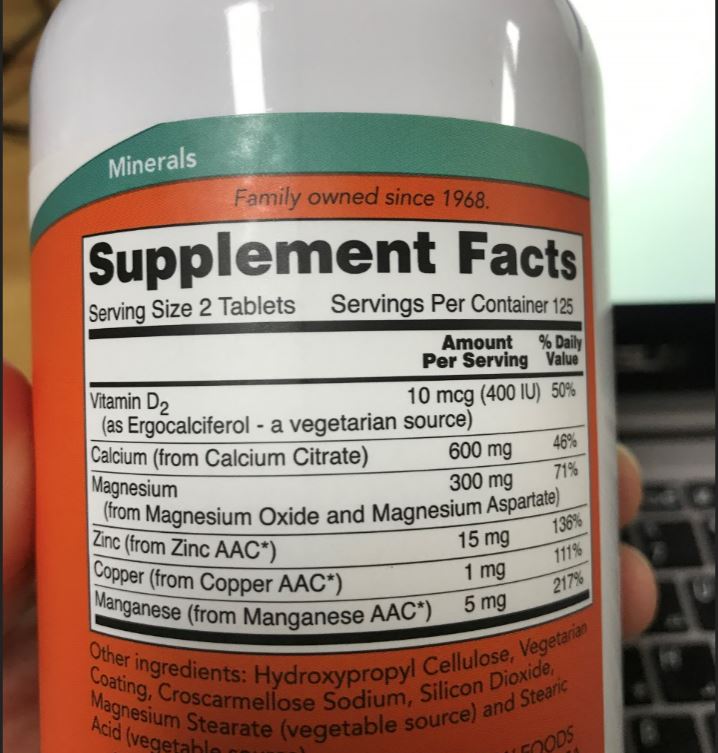 Minerals
Family owned since 1968.
Supplement Facts
Serving Size 2 Tablets Servings Per Container 125
Amount Per Serving % Daily Value
Vitamin D2 10 mcg (400 IU) 50%
(as Ergocalciferol - a vegetarian source)
Calcium (from Calcium Citrate) 600 mg 46%
Magnesium 300 mg 71%
(from Magnesium Oxide and Magnesium Aspartate)
Zinc (from Zinc AAC*) 15 mg 136%
Copper (from Copper AAC*) 1 mg 111%
Manganese (from Manganese AAC*) 5 mg 217%
Other ingredients: Hydroxypropyl Cellulose, Vegetarian
Coating, Croscarmellose Sodium, Silicon Dioxide,
Magnesium Stearate (vegetable source) and Stearic
Acid (vegetable
FOODS